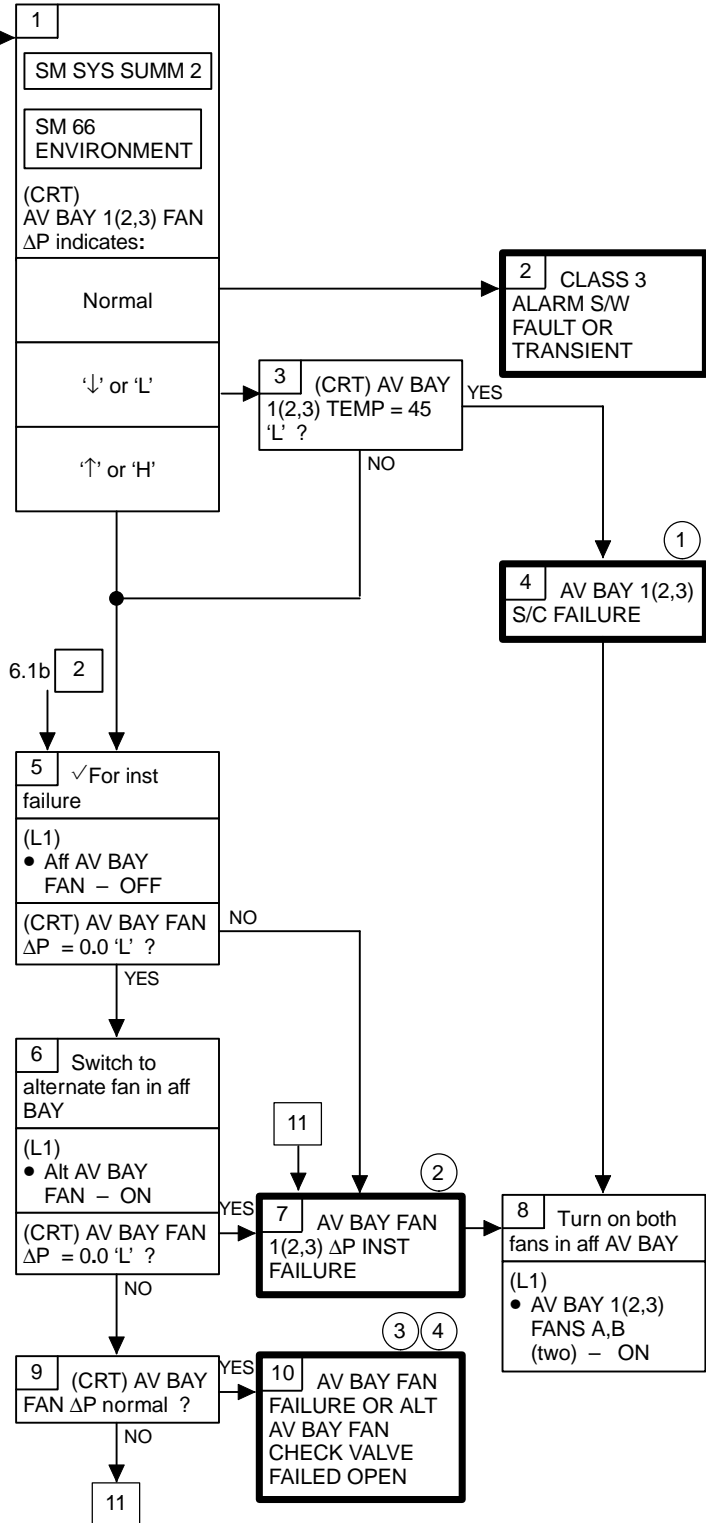 1
SM SYS SUMM 2
SM 66
ENVIRONMENT
(CRT)
AV BAY 1(2,3) FAN
ΔP indicates:
Normal
‘↓’ or ‘L’
‘↑’ or ‘H’
2 CLASS 3
ALARM S/W
FAULT OR
TRANSIENT
3 (CRT) AV BAY
1(2,3) TEMP = 45
‘L’ ?
YES
NO
1
4 AV BAY 1(2,3)
S/C FAILURE
6.1b 2
5 ✓For inst
failure
(L1)
• Aff AV BAY
FAN – OFF
(CRT) AV BAY FAN
ΔP = 0.0 ‘L’ ?
NO
YES
6 Switch to
alternate fan in aff
BAY
(L1)
• Alt AV BAY
FAN – ON
(CRT) AV BAY FAN
ΔP = 0.0 ‘L’ ?
YES
NO
11
2
7 AV BAY FAN
1(2,3) ΔP INST
FAILURE
8 Turn on both
fans in aff AV BAY
(L1)
• AV BAY 1(2,3)
FANS A,B
(two) – ON
9 (CRT) AV BAY
FAN ΔP normal ?
YES
NO
3 4
10 AV BAY FAN
FAILURE OR ALT
AV BAY FAN
CHECK VALVE
FAILED OPEN
11